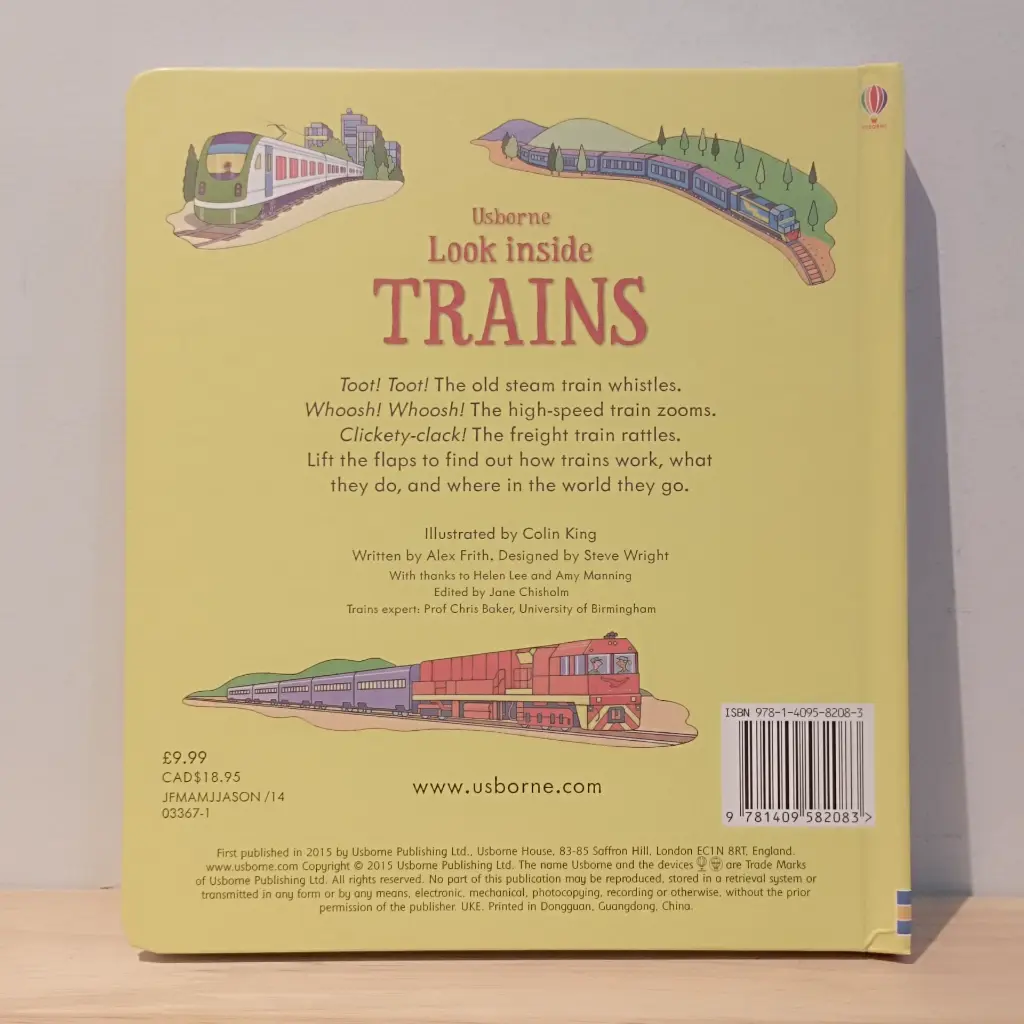 USBORNE
Usborne
Look inside
TRAINS
Toot! Toot! The old steam train whistles.
Whoosh! Whoosh! The high-speed train zooms.
Clickety-clack! The freight train rattles.
Lift the flaps to find out how trains work, what
they do, and where in the world they go.
Illustrated by Colin King
Written by Alex Frith. Designed by Steve Wright
With thanks to Helen Lee and Amy Manning
Edited by Jane Chisholm
Trains expert: Prof Chris Baker, University of Birmingham
£9.99
CAD$18.95
JFMAMJJASON /14
03367-1
www.usborne.com
ISBN 978-1-4095-8208-3
9 781409 582083 >
First published in 2015 by Usborne Publishing Ltd., Usborne House, 83-85 Saffron Hill, London EC1N 8RT, England.
www.usborne.com Copyright © 2015 Usborne Publishing Ltd. The name Usborne and the devices are Trade Marks
of Usborne Publishing Ltd. All rights reserved. No part of this publication may be reproduced, stored in a retrieval system or
transmitted in any form or by any means, electronic, mechanical, photocopying, recording or otherwise, without the prior
permission of the publisher. UKE. Printed in Dongguan, Guangdong, China.